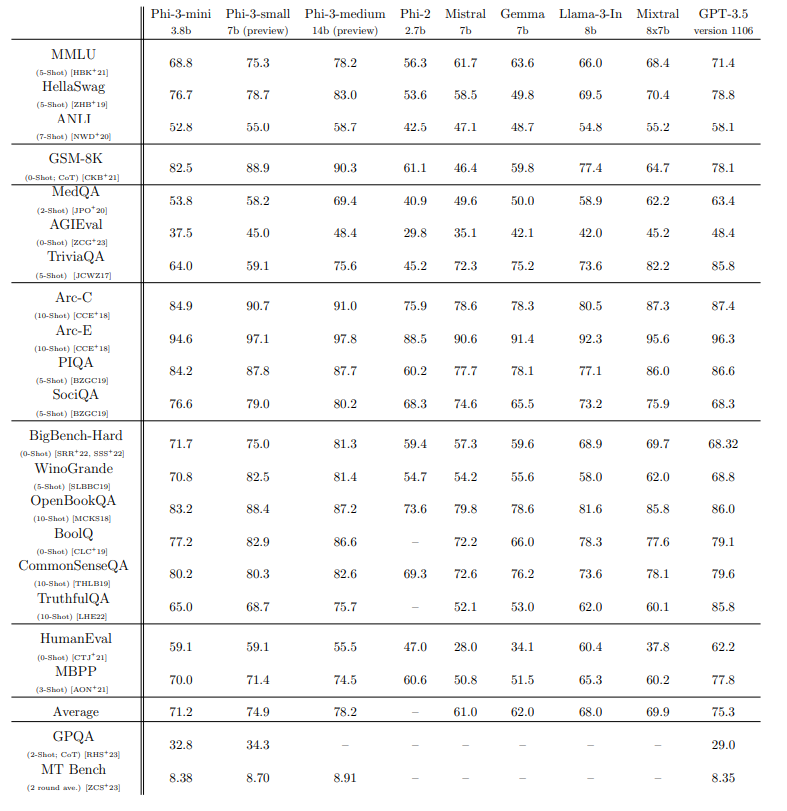 Phi-3-mini Phi-3-small Phi-3-medium Phi-2 Mistral Gemma Llama-3-In Mixtral GPT-3.5
3.8b 7b (preview) 14b (preview) 2.7b 7b 7b 8b 8x7b version 1106
MMLU
(5-Shot) [HBK+21] 68.8 75.3 78.2 56.3 61.7 63.6 66.0 68.4 71.4
HellaSwag
(5-Shot) [ZHB+19] 76.7 78.7 83.0 53.6 58.5 49.8 69.5 70.4 78.8
ANLI
(7-Shot) [NWD+20] 52.8 55.0 58.7 42.5 47.1 48.7 54.8 55.2 58.1
GSM-8K
(0-Shot; CoT) [CKB+21] 82.5 88.9 90.3 61.1 46.4 59.8 77.4 64.7 78.1
MedQA
(2-Shot) [JPO+20] 53.8 58.2 69.4 40.9 49.6 50.0 58.9 62.2 63.4
AGIEval
(0-Shot) [ZCG+23] 37.5 45.0 48.4 29.8 35.1 42.1 42.0 45.2 48.4
TriviaQA
(5-Shot) [JCWZ17] 64.0 59.1 75.6 45.2 72.3 75.2 73.6 82.2 85.8
Arc-C
(10-Shot) [CCE+18] 84.9 90.7 91.0 75.9 78.6 78.3 80.5 87.3 87.4
Arc-E
(10-Shot) [CCE+18] 94.6 97.1 97.8 88.5 90.6 91.4 92.3 95.6 96.3
PIQA
(5-Shot) [BZGC19] 84.2 87.8 87.7 60.2 77.7 78.1 77.1 86.0 86.6
SociQA
(5-Shot) [BZGC19] 76.6 79.0 80.2 68.3 74.6 65.5 73.2 75.9 68.3
BigBench-Hard
(0-Shot) [SRR+22, SSS+22] 71.7 75.0 81.3 59.4 57.3 59.6 68.9 69.7 68.32
WinoGrande
(5-Shot) [SLBBC19] 70.8 82.5 81.4 54.7 54.2 55.6 58.0 62.0 68.8
OpenBookQA
(10-Shot) [MCKS18] 83.2 88.4 87.2 73.6 79.8 78.6 81.6 85.8 86.0
BoolQ
(0-Shot) [CLC+19] 77.2 82.9 86.6 – 72.2 66.0 78.3 77.6 79.1
CommonSenseQA
(10-Shot) [THLB19] 80.2 80.3 82.6 69.3 72.6 76.2 73.6 78.1 79.6
TruthfulQA
(10-Shot) [LHE22] 65.0 68.7 75.7 – 52.1 53.0 62.0 60.1 85.8
HumanEval
(0-Shot) [CTJ+21] 59.1 59.1 55.5 47.0 28.0 34.1 60.4 37.8 62.2
MBPP
(3-Shot) [AON+21] 70.0 71.4 74.5 60.6 50.8 51.5 65.3 60.2 77.8
Average 71.2 74.9 78.2 – 61.0 62.0 68.0 69.9 75.3
GPQA
(2-Shot; CoT) [RHS+23] 32.8 34.3 – – – – – – 29.0
MT Bench
(2 round ave.) [ZCS+23] 8.38 8.70 8.91 – – – – – 8.35